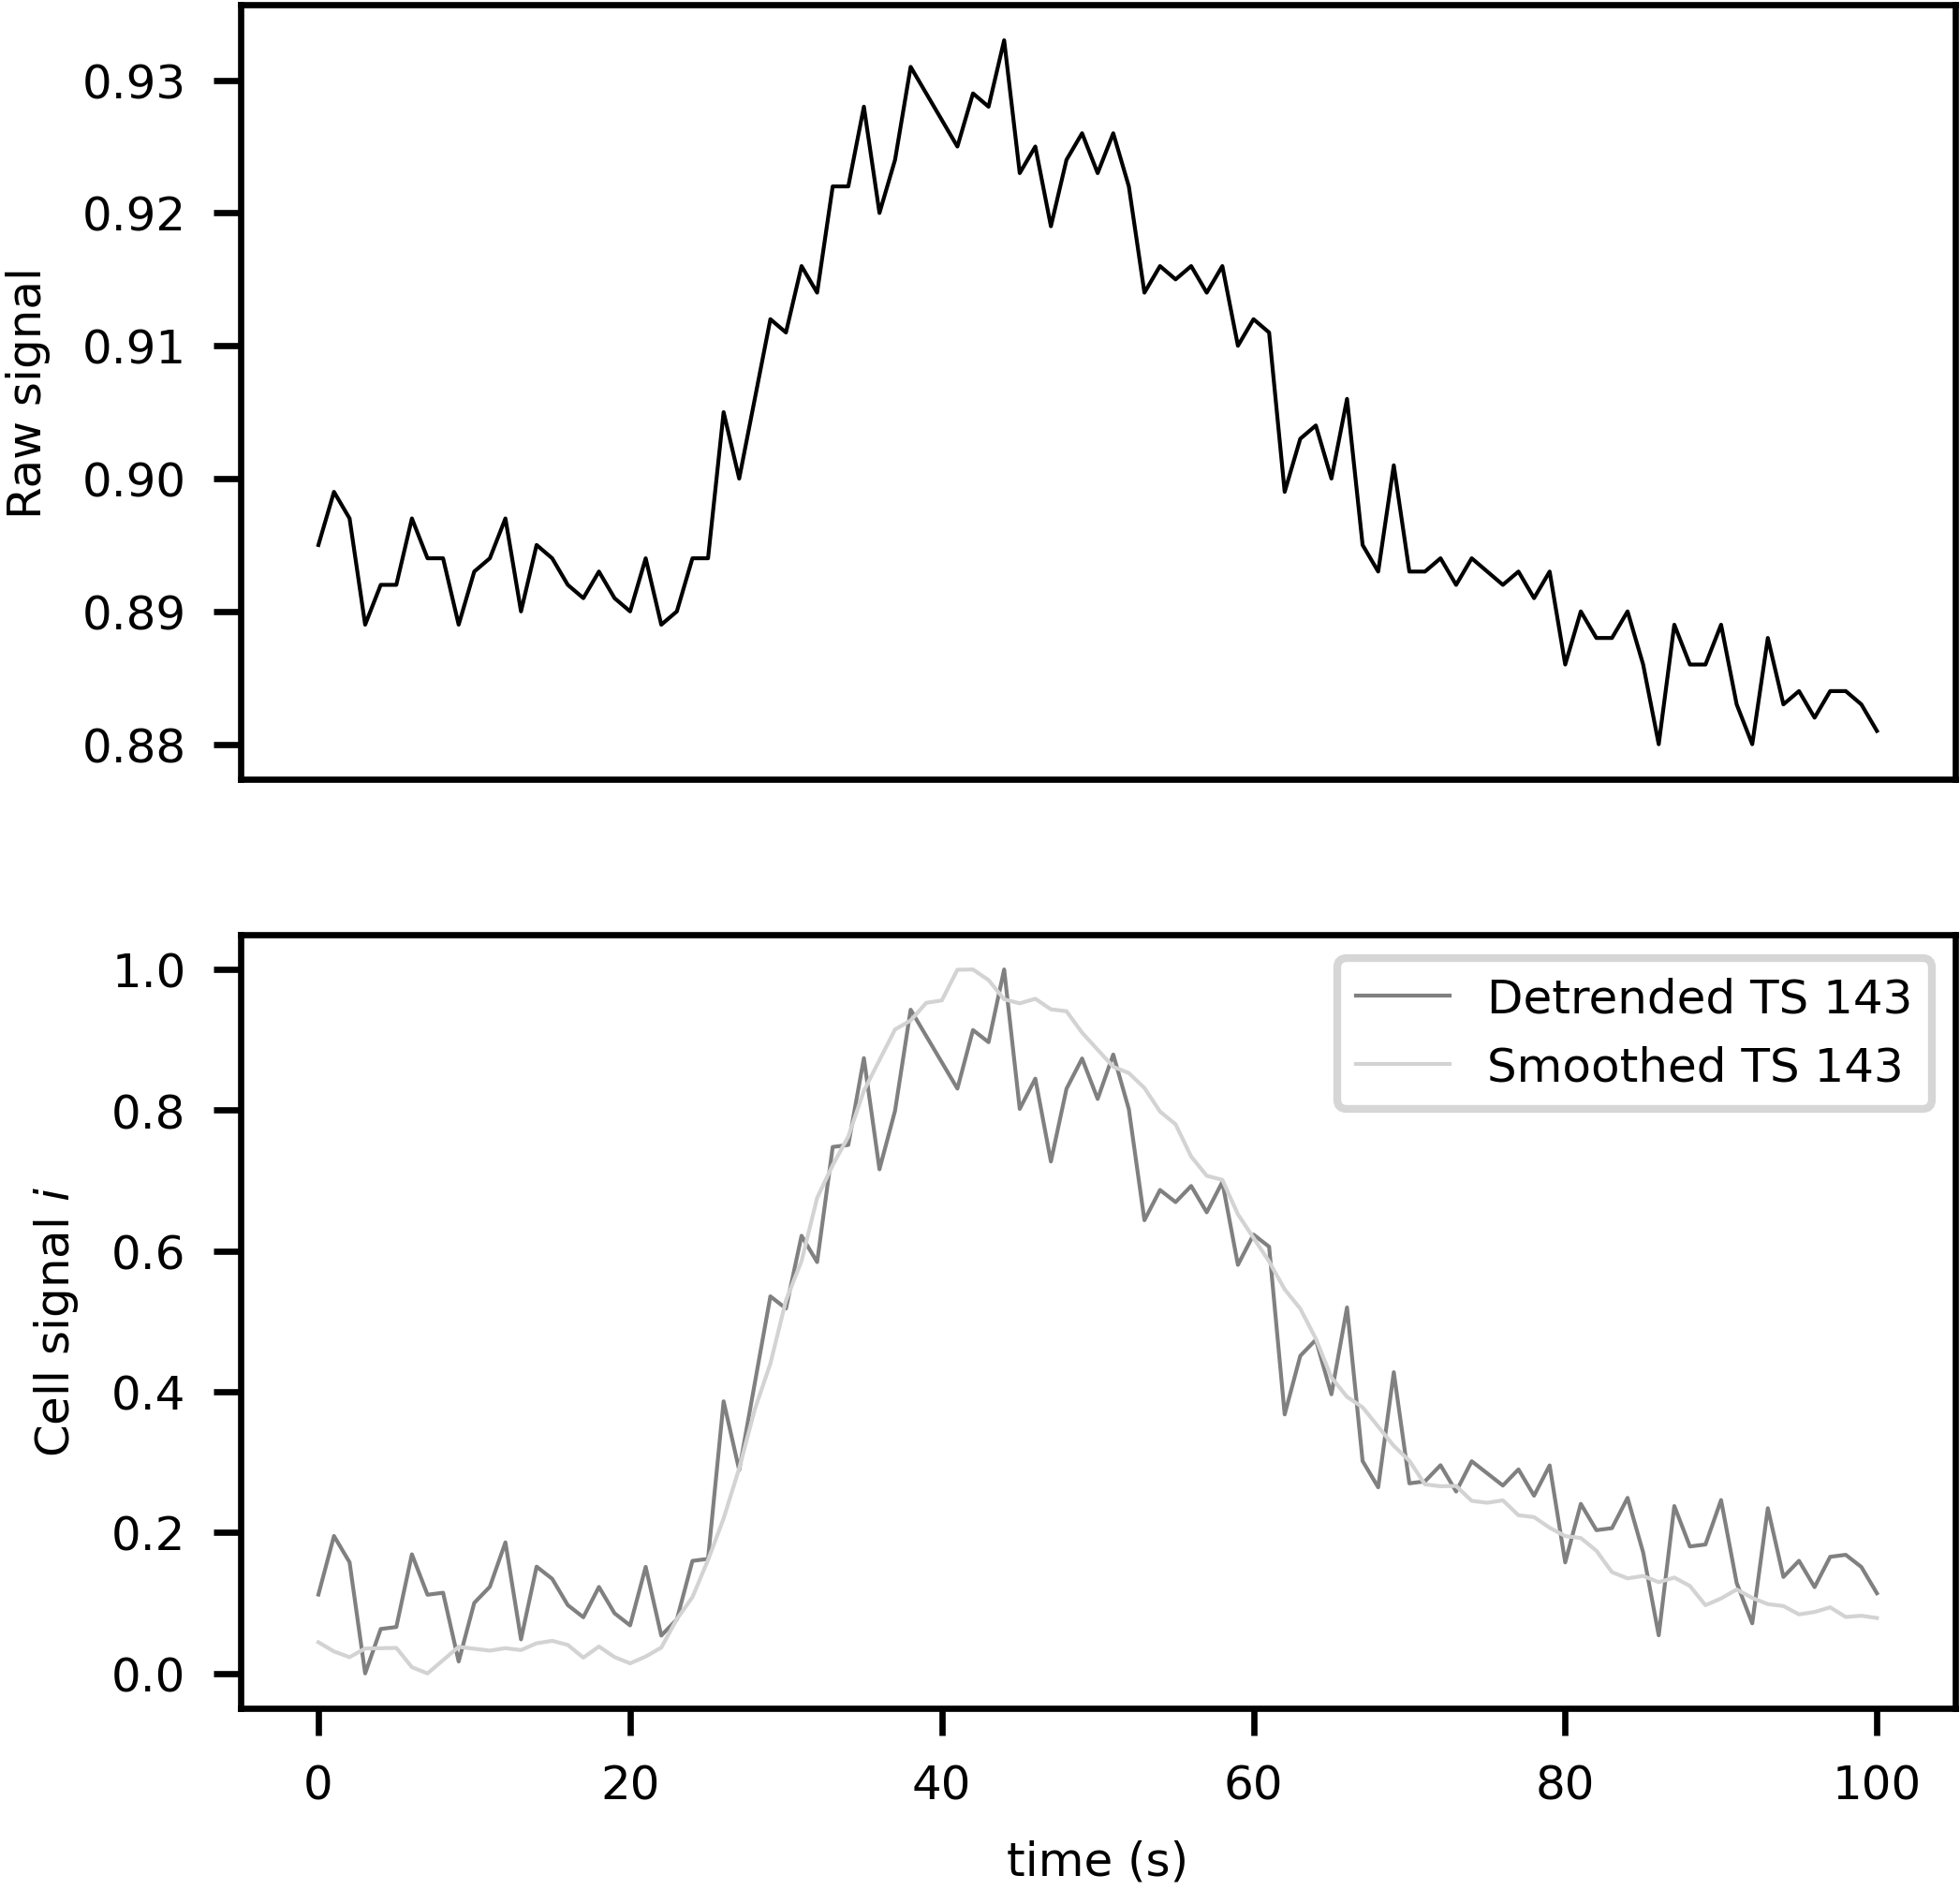 Raw signal
0.93
0.92
0.91
0.90
0.89
0.88
Cell signal i
1.0
0.8
0.6
0.4
0.2
0.0
Detrended TS 143
Smoothed TS 143
0 20 40 60 80 100
time (s)